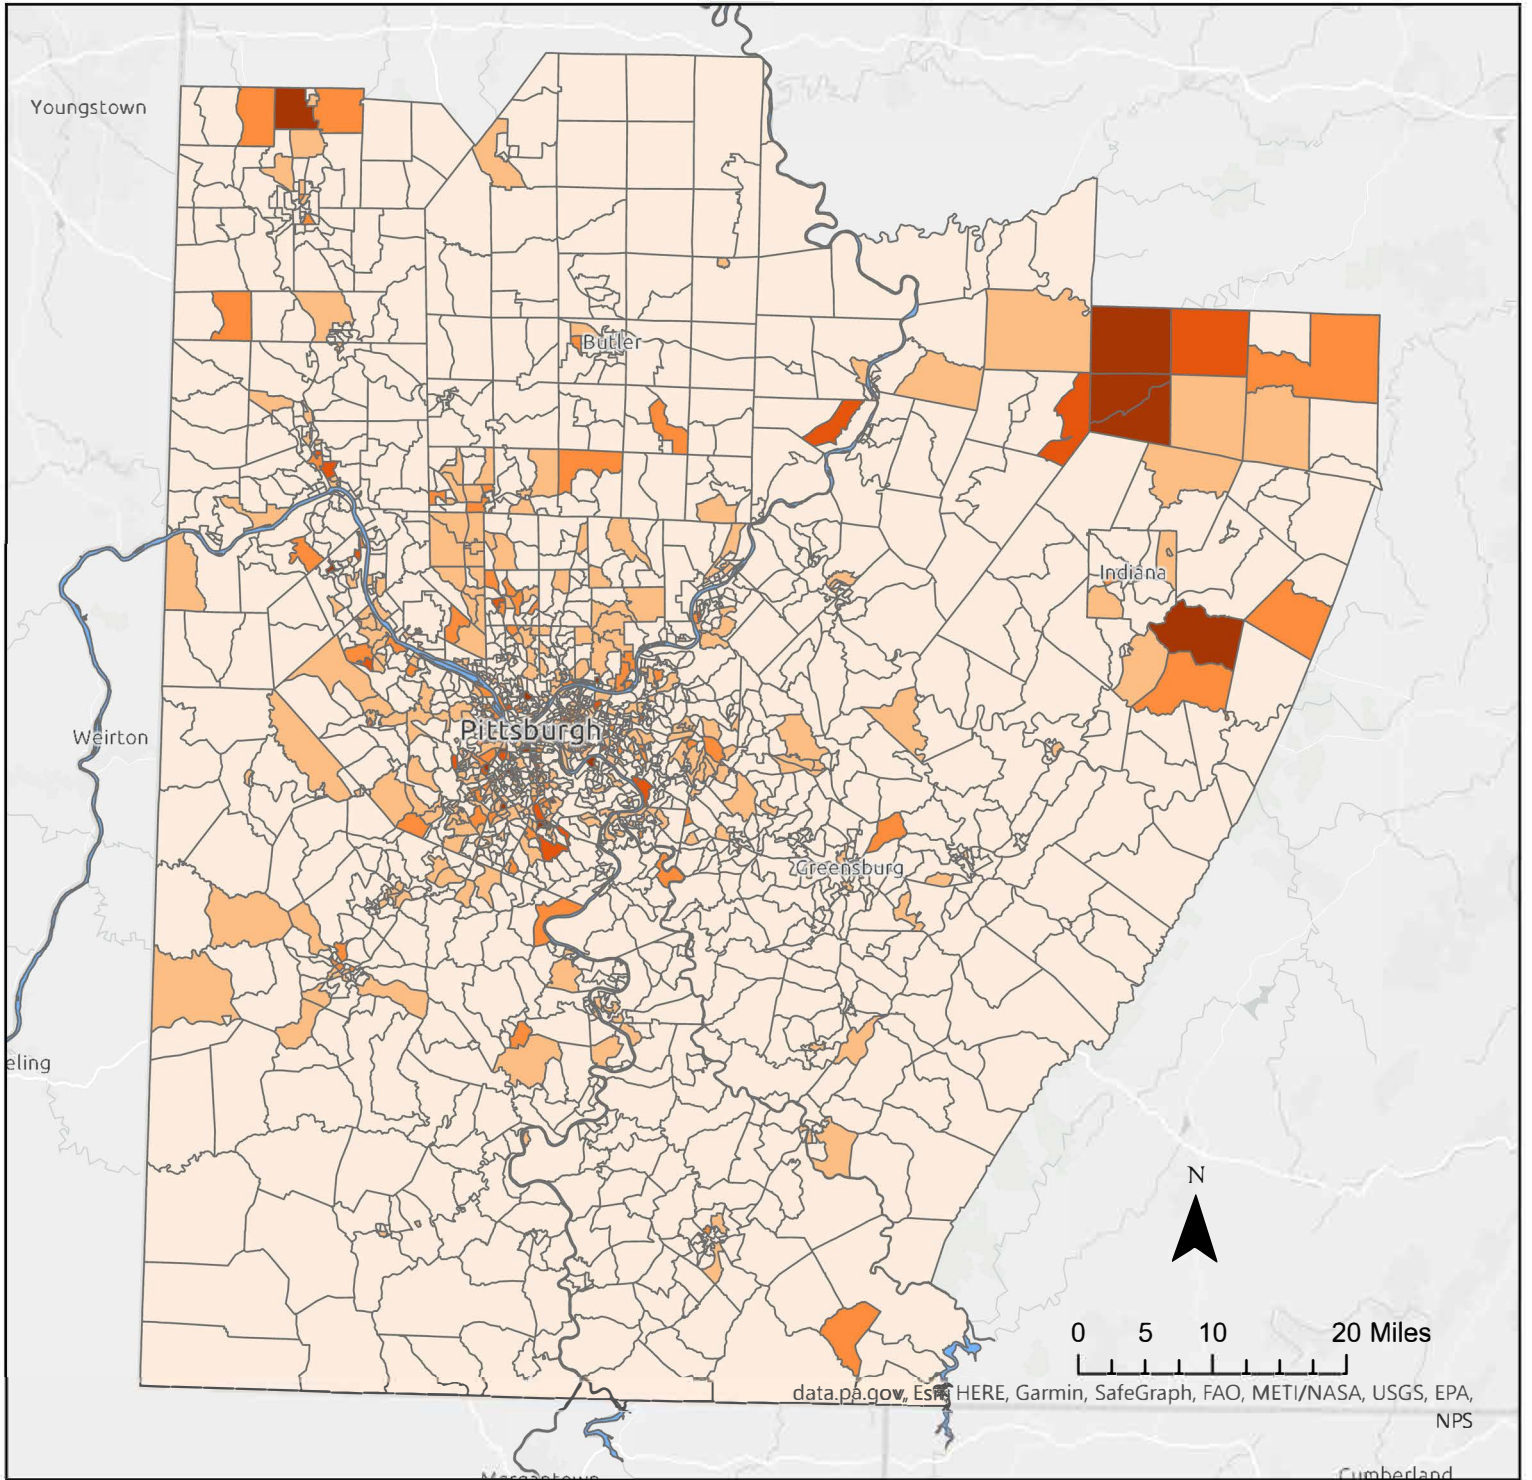 Youngstown
Butler
Indiana
Pittsburgh
Weirton
Greensburg
eling
N
0 5 10 20 Miles
data.pa.gov, Esri, HERE, Garmin, SafeGraph, FAO, METI/NASA, USGS, EPA,
NPS
Morgantown
Cumberland